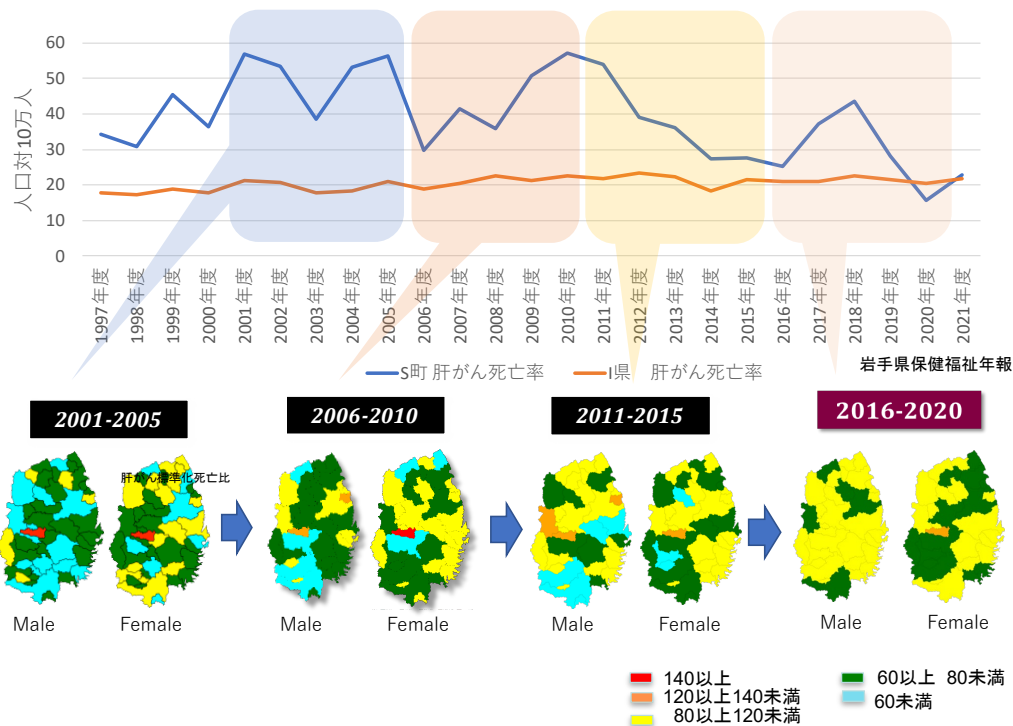 人口対10万人
60
50
40
30
20
10
0
1997年度
1998年度
1999年度
2000年度
2001年度
2002年度
2003年度
2004年度
2005年度
2006年度
2007年度
2008年度
2009年度
2010年度
2011年度
2012年度
2013年度
2014年度
2015年度
2016年度
2017年度
2018年度
2019年度
2020年度
2021年度
S町 肝がん死亡率
I県 肝がん死亡率
岩手県保健福祉年報
2001-2005
2006-2010
2011-2015
2016-2020
肝がん標準化死亡比
Male
Female
Male
Female
Male
Female
Male
Female
140以上
120以上140未満
80以上120未満
60以上 80未満
60未満